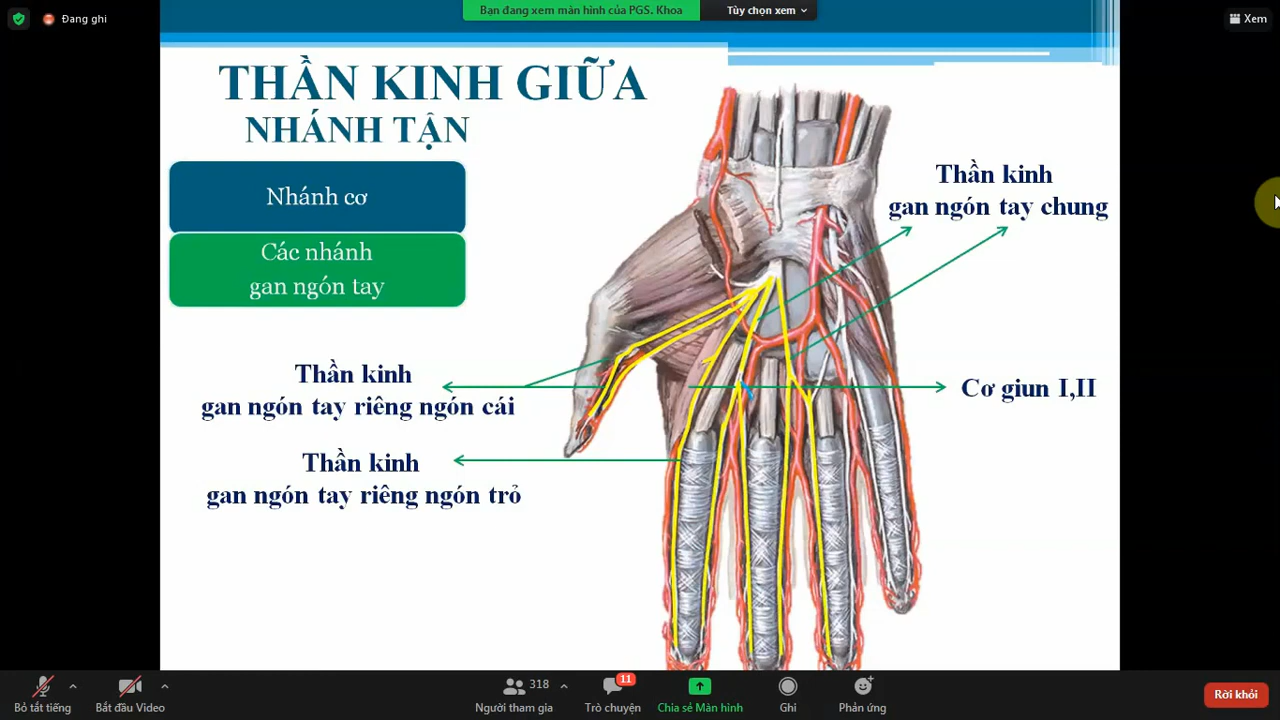 Đang ghi
Bạn đang xem màn hình của PGS. Khoa
Tùy chọn xem
Xem
THẦN KINH GIỮA
NHÁNH TẬN
Nhánh cơ
Các nhánh
gan ngón tay
Thần kinh
gan ngón tay chung
Thần kinh
gan ngón tay riêng ngón cái
Cơ giun I,II
Thần kinh
gan ngón tay riêng ngón trỏ
Bỏ tắt tiếng
Bắt đầu Video
318
Người tham gia
11
Trò chuyện
Chia sẻ Màn hình
Ghi
Phản ứng
Rời khỏi